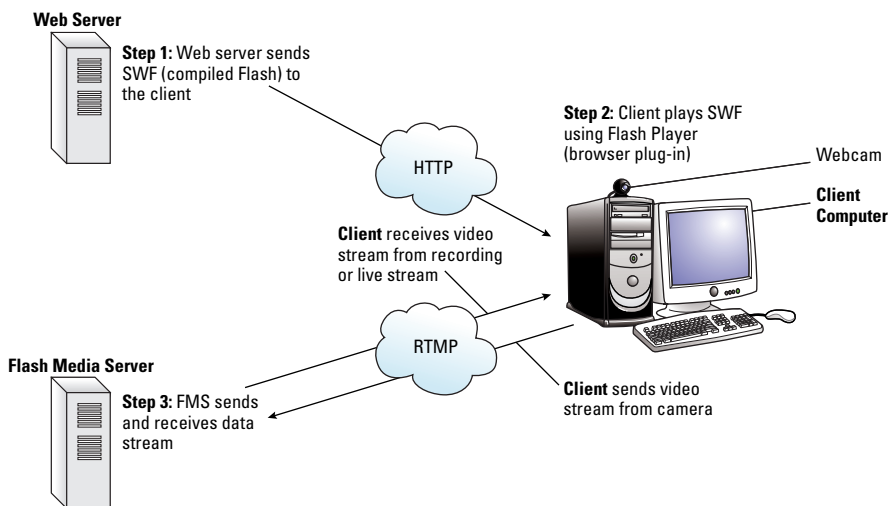 Web Server
Step 1: Web server sends
SWF (compiled Flash) to
the client
HTTP
Step 2: Client plays SWF
using Flash Player
(browser plug-in)
Webcam
Client
Computer
Client receives video
stream from recording
or live stream
RTMP
Flash Media Server
Step 3: FMS sends
and receives data
stream
Client sends video
stream from camera